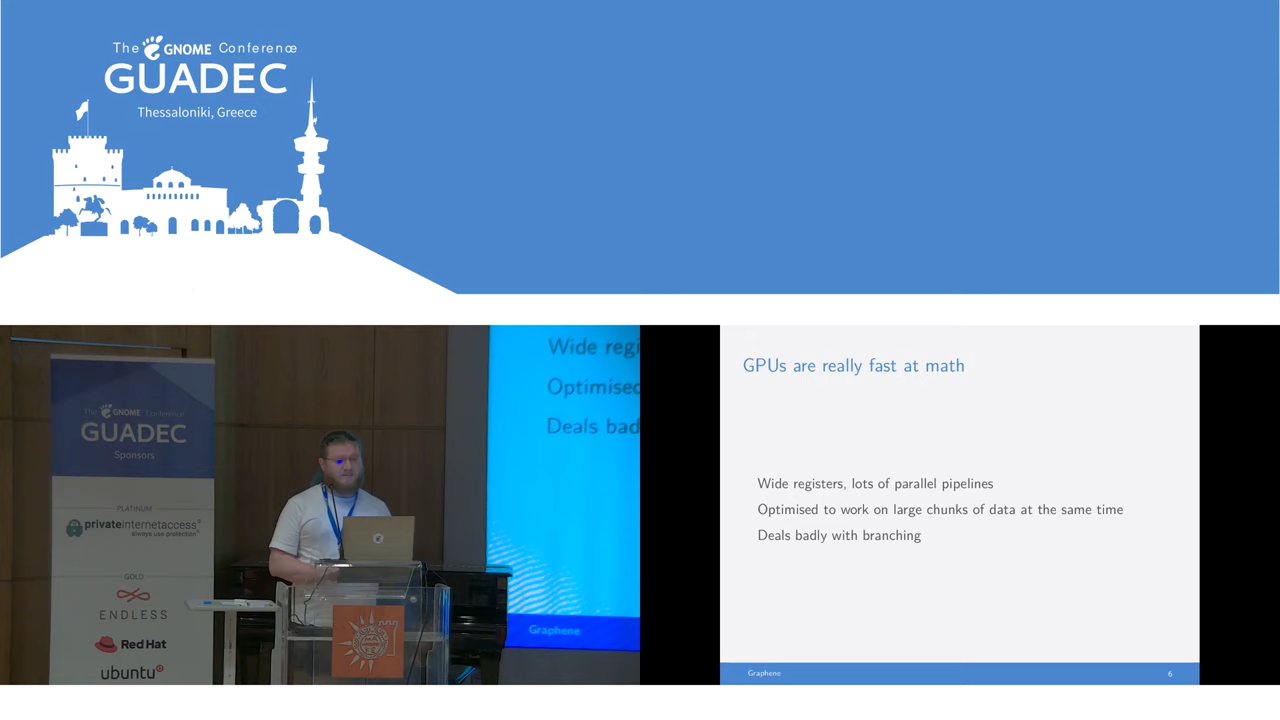 The GNOME Conference
GUADEC
Thessaloniki, Greece
The GNOME Conference
GUADEC
Sponsors
PLATINUM
privateinternetaccess®
always use protection®
GOLD
ENDLESS
Red Hat
ubuntu®
Wide regi
Optimised
Deals bad
Graphene
GPUs are really fast at math
Wide registers, lots of parallel pipelines
Optimised to work on large chunks of data at the same time
Deals badly with branching
Graphene
6